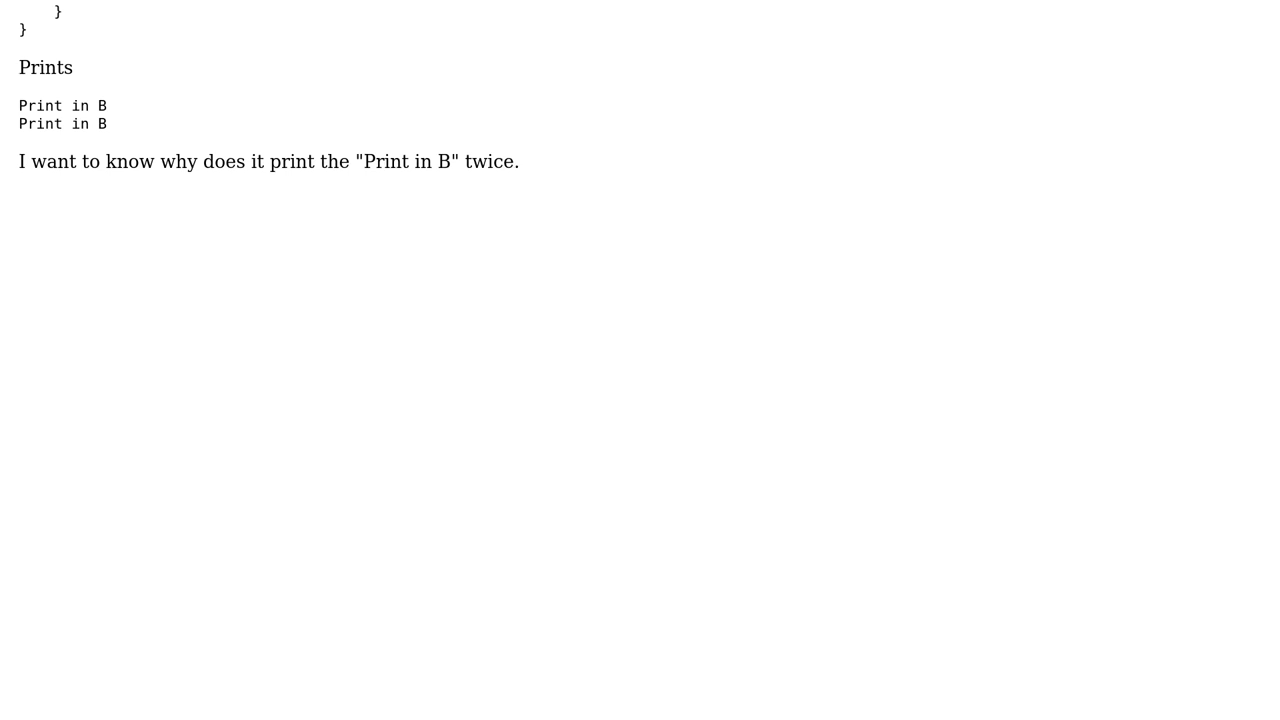 }
}
Prints
Print in B
Print in B
I want to know why does it print the "Print in B" twice.